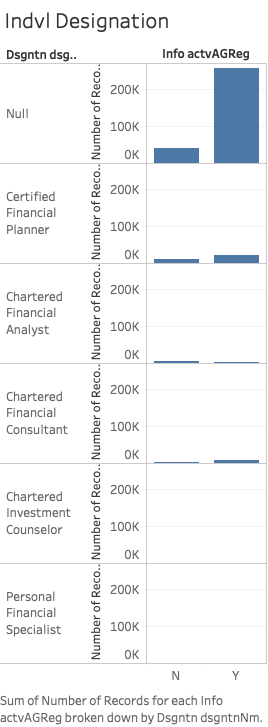 Indvl Designation
Dsgntn dsg.. Info actvAGReg
Null
Number of Reco..
200K
100K
0K
Certified
Financial
Planner
Number of Reco..
200K
100K
0K
Chartered
Financial
Analyst
Number of Reco..
200K
100K
0K
Chartered
Financial
Consultant
Number of Reco..
200K
100K
0K
Chartered
Investment
Counselor
Number of Reco..
200K
100K
0K
Personal
Financial
Specialist
Number of Reco..
200K
100K
0K
N Y
Sum of Number of Records for each Info
actvAGReg broken down by Dsgntn dsgntnNm.